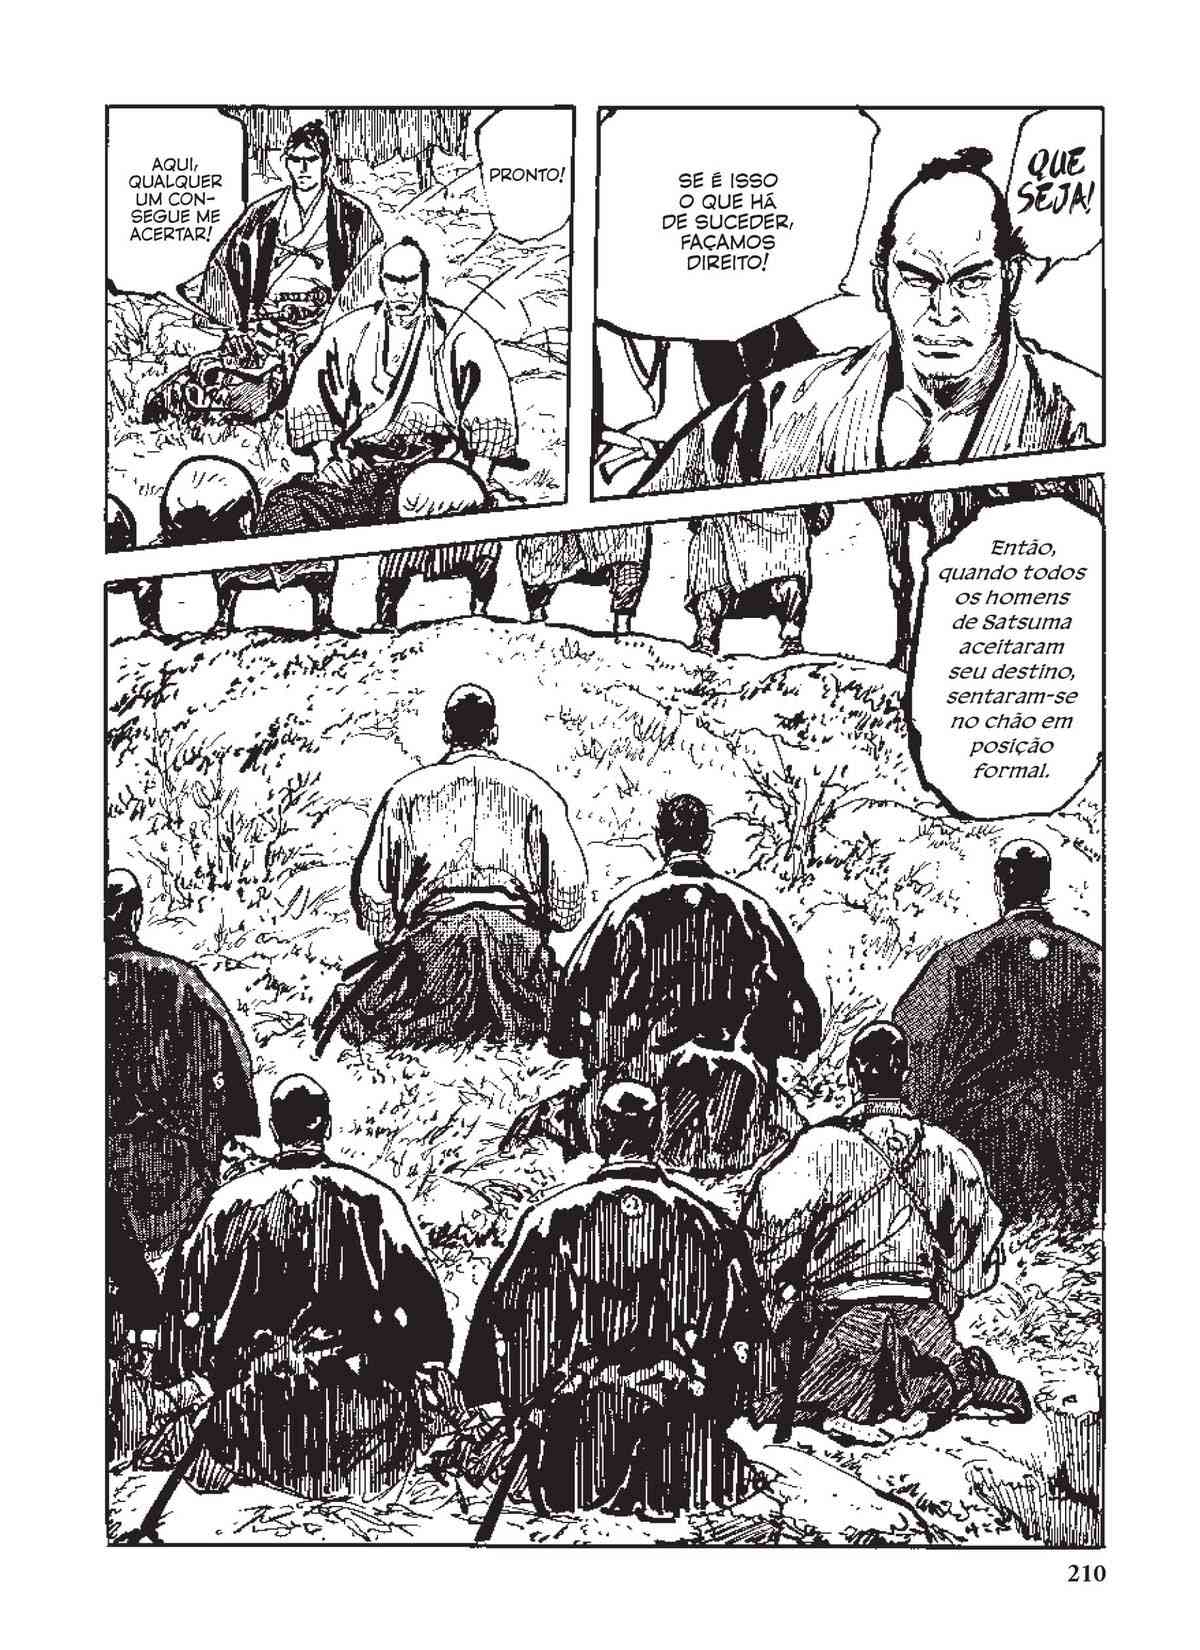 QUE
SEJA!
SE É ISSO
O QUE HÁ
DE SUCEDER,
FAÇAMOS
DIREITO!
PRONTO!
AQUI,
QUALQUER
UM CON-
SEGUE ME
ACERTAR!
Então,
quando todos
os homens
de Satsuma
aceitaram
seu destino,
sentaram-se
no chão em
posição
formal.
210